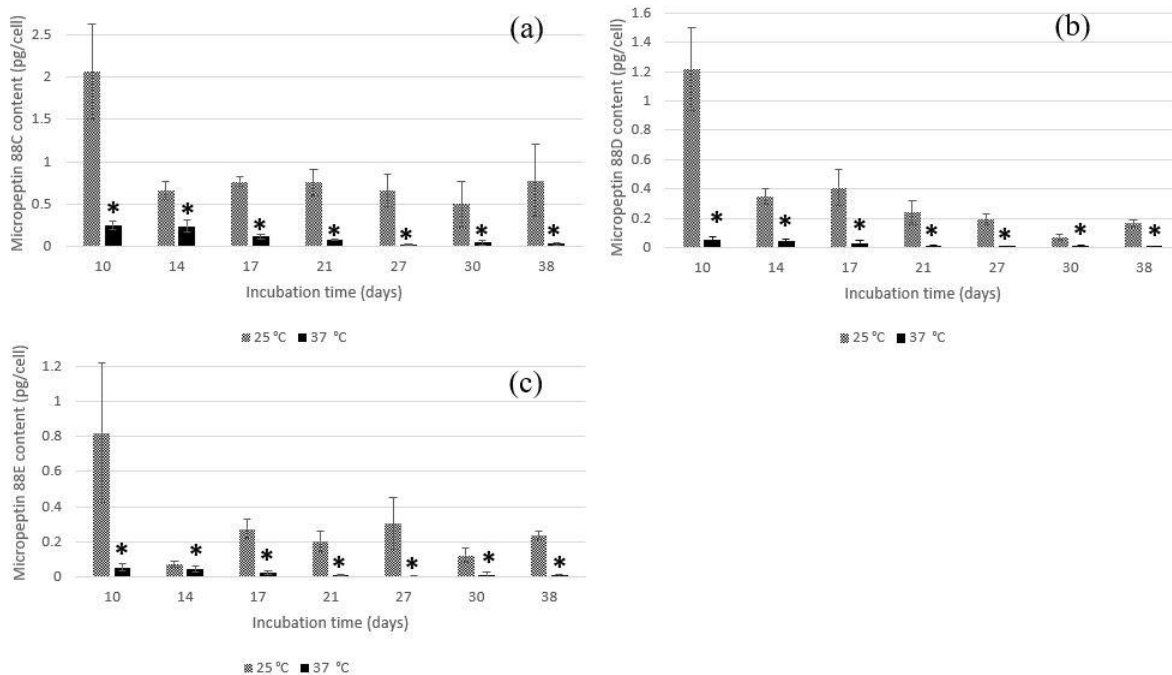 (a)
Micropeptin 88C content (pg/cell)
2.5
2
1.5
1
0.5
0
* * * * * * *
10 14 17 21 27 30 38
Incubation time (days)
25 °C 37 °C
(b)
Micropeptin 88D content (pg/cell)
1.6
1.4
1.2
1.0
0.8
0.6
0.4
0.2
0
* * * * * * *
10 14 17 21 27 30 38
Incubation time (days)
25 °C 37 °C
(c)
Micropeptin 88E content (pg/cell)
1.2
1
0.8
0.6
0.4
0.2
0
* * * * * * *
10 14 17 21 27 30 38
Incubation time (days)
25 °C 37 °C